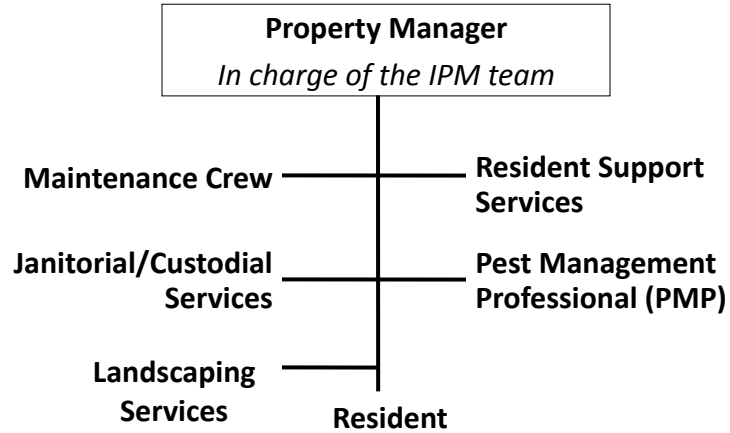 Property Manager
In charge of the IPM team
Maintenance Crew
Resident Support
Services
Janitorial/Custodial
Services
Pest Management
Professional (PMP)
Landscaping
Services
Resident